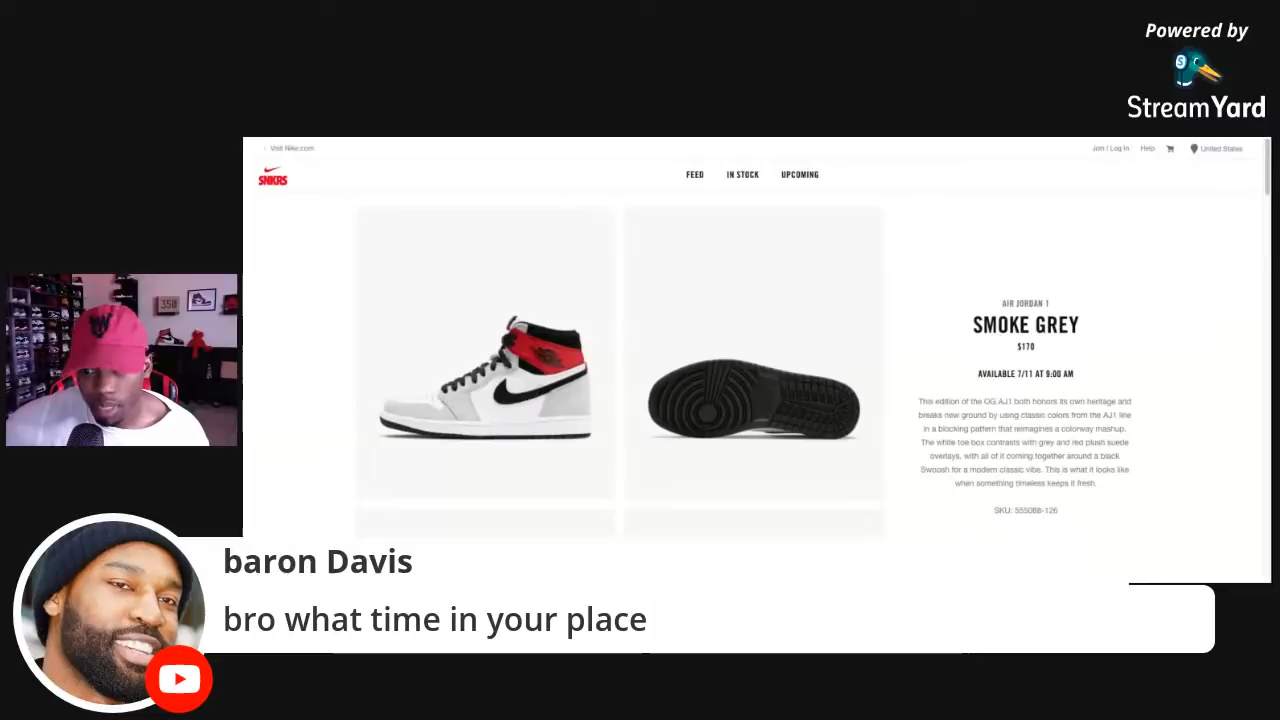 Powered by
StreamYard
Visit Nike.com
Join / Log In Help United States
SNKRS
FEED IN STOCK UPCOMING
350
AIR JORDAN 1
SMOKE GREY
$170
AVAILABLE 7/11 AT 9:00 AM
This edition of the OG AJ1 both honors its own heritage and
breaks new ground by using classic colors from the AJ1 line
in a blocking pattern that reimagines a colorway mashup.
The white toe box contrasts with grey and red plush suede
overlays, with all of it coming together around a black
Swoosh for a modern classic vibe. This is what it looks like
when something timeless keeps it fresh.
SKU: 555088-126
baron Davis
bro what time in your place